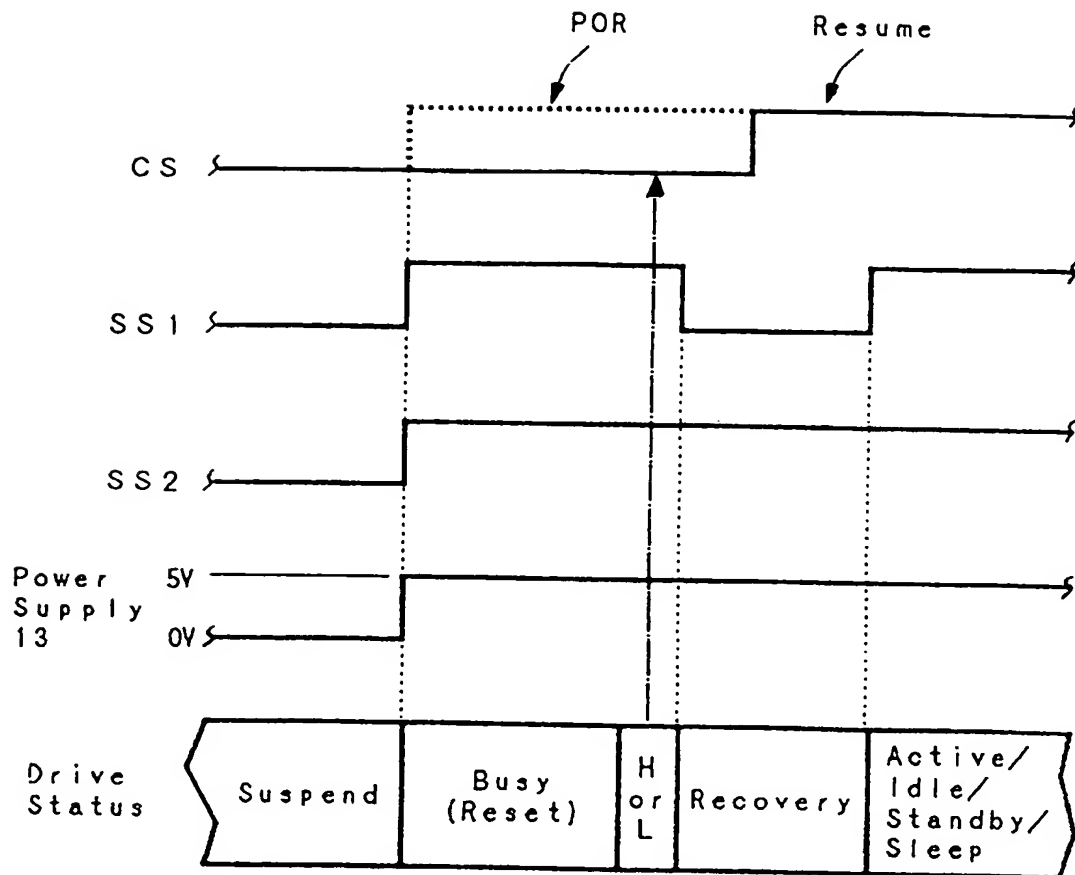 POR
Resume
CS
SS1
SS2
Power
Supply
13
5V
0V
Drive
Status
Suspend
Busy
(Reset)
H
or
L
Recovery
Active/
Idle/
Standby/
Sleep